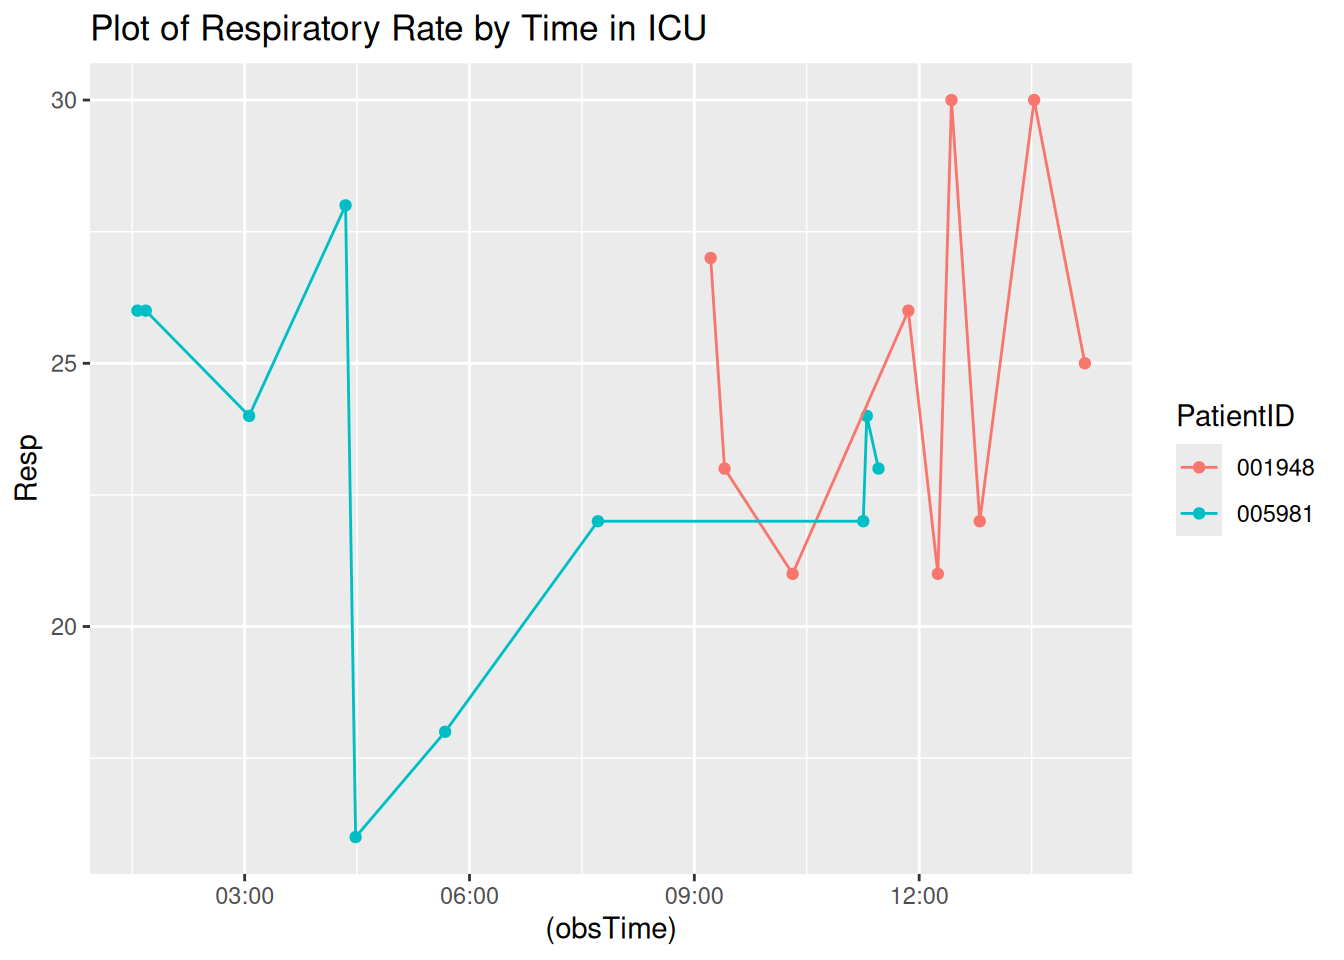 Plot of Respiratory Rate by Time in ICU
30
25
20
Resp
03:00 06:00 09:00 12:00
(obsTime)
PatientID
001948
005981